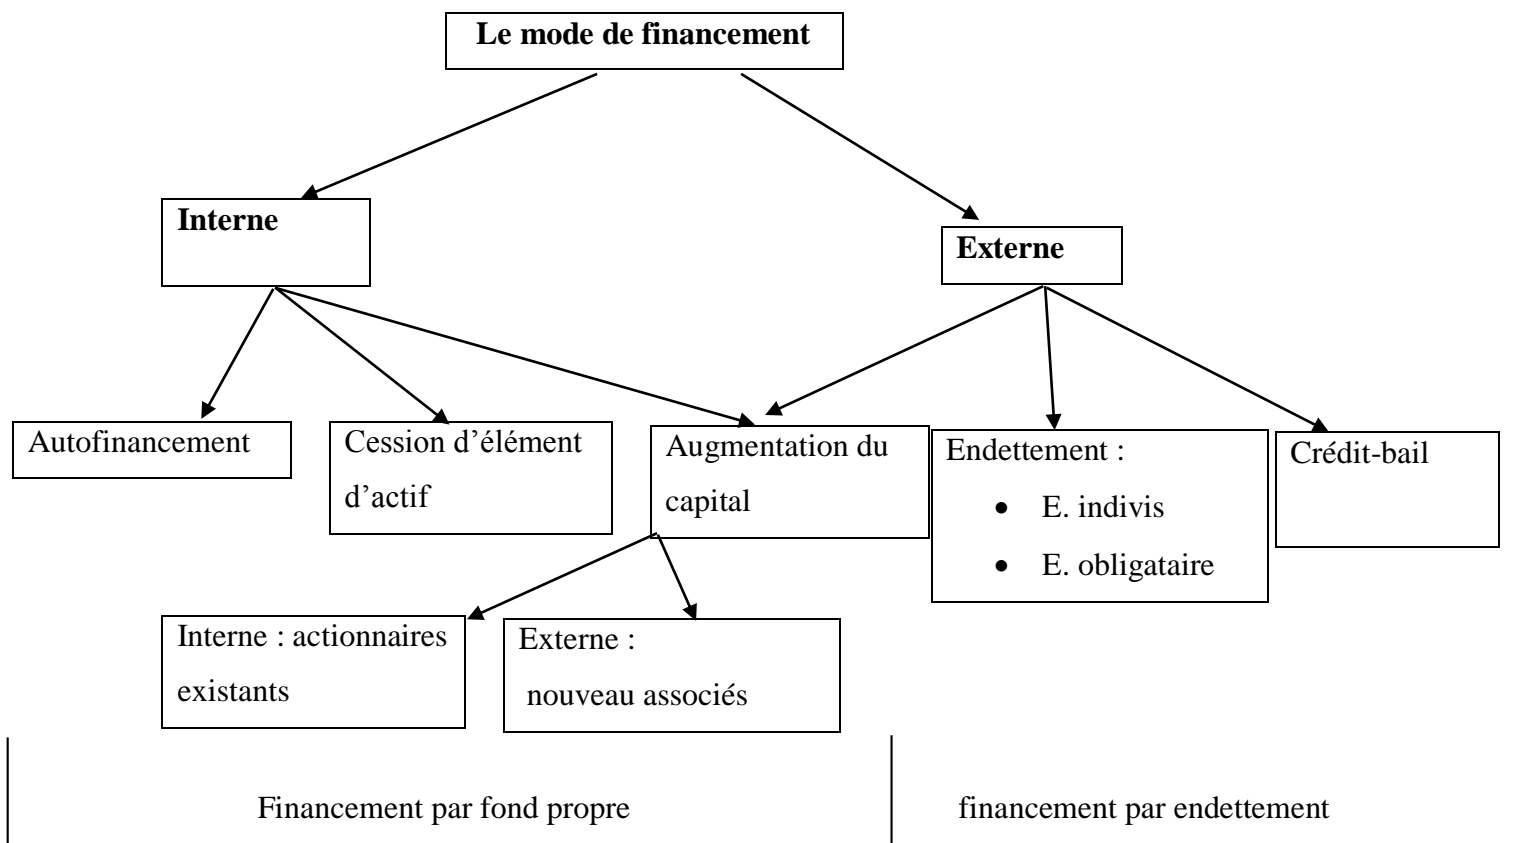 Le mode de financement
Interne
Externe
Autofinancement
Cession d’élément
d’actif
Augmentation du
capital
Endettement :
• E. indivis
• E. obligataire
Crédit-bail
Interne : actionnaires
existants
Externe :
nouveau associés
Financement par fond propre
financement par endettement